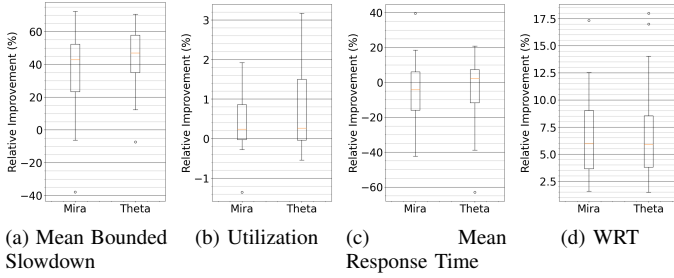 Relative Improvement (%)
60
40
20
0
−20
−40
Mira Theta
Relative Improvement (%)
3
2
1
0
−1
Mira Theta
Relative Improvement (%)
40
20
0
−20
−40
−60
Mira Theta
Relative Improvement (%)
17.5
15.0
12.5
10.0
7.5
5.0
2.5
Mira Theta
(a) Mean Bounded
Slowdown
(b) Utilization
(c) Mean
Response Time
(d) WRT